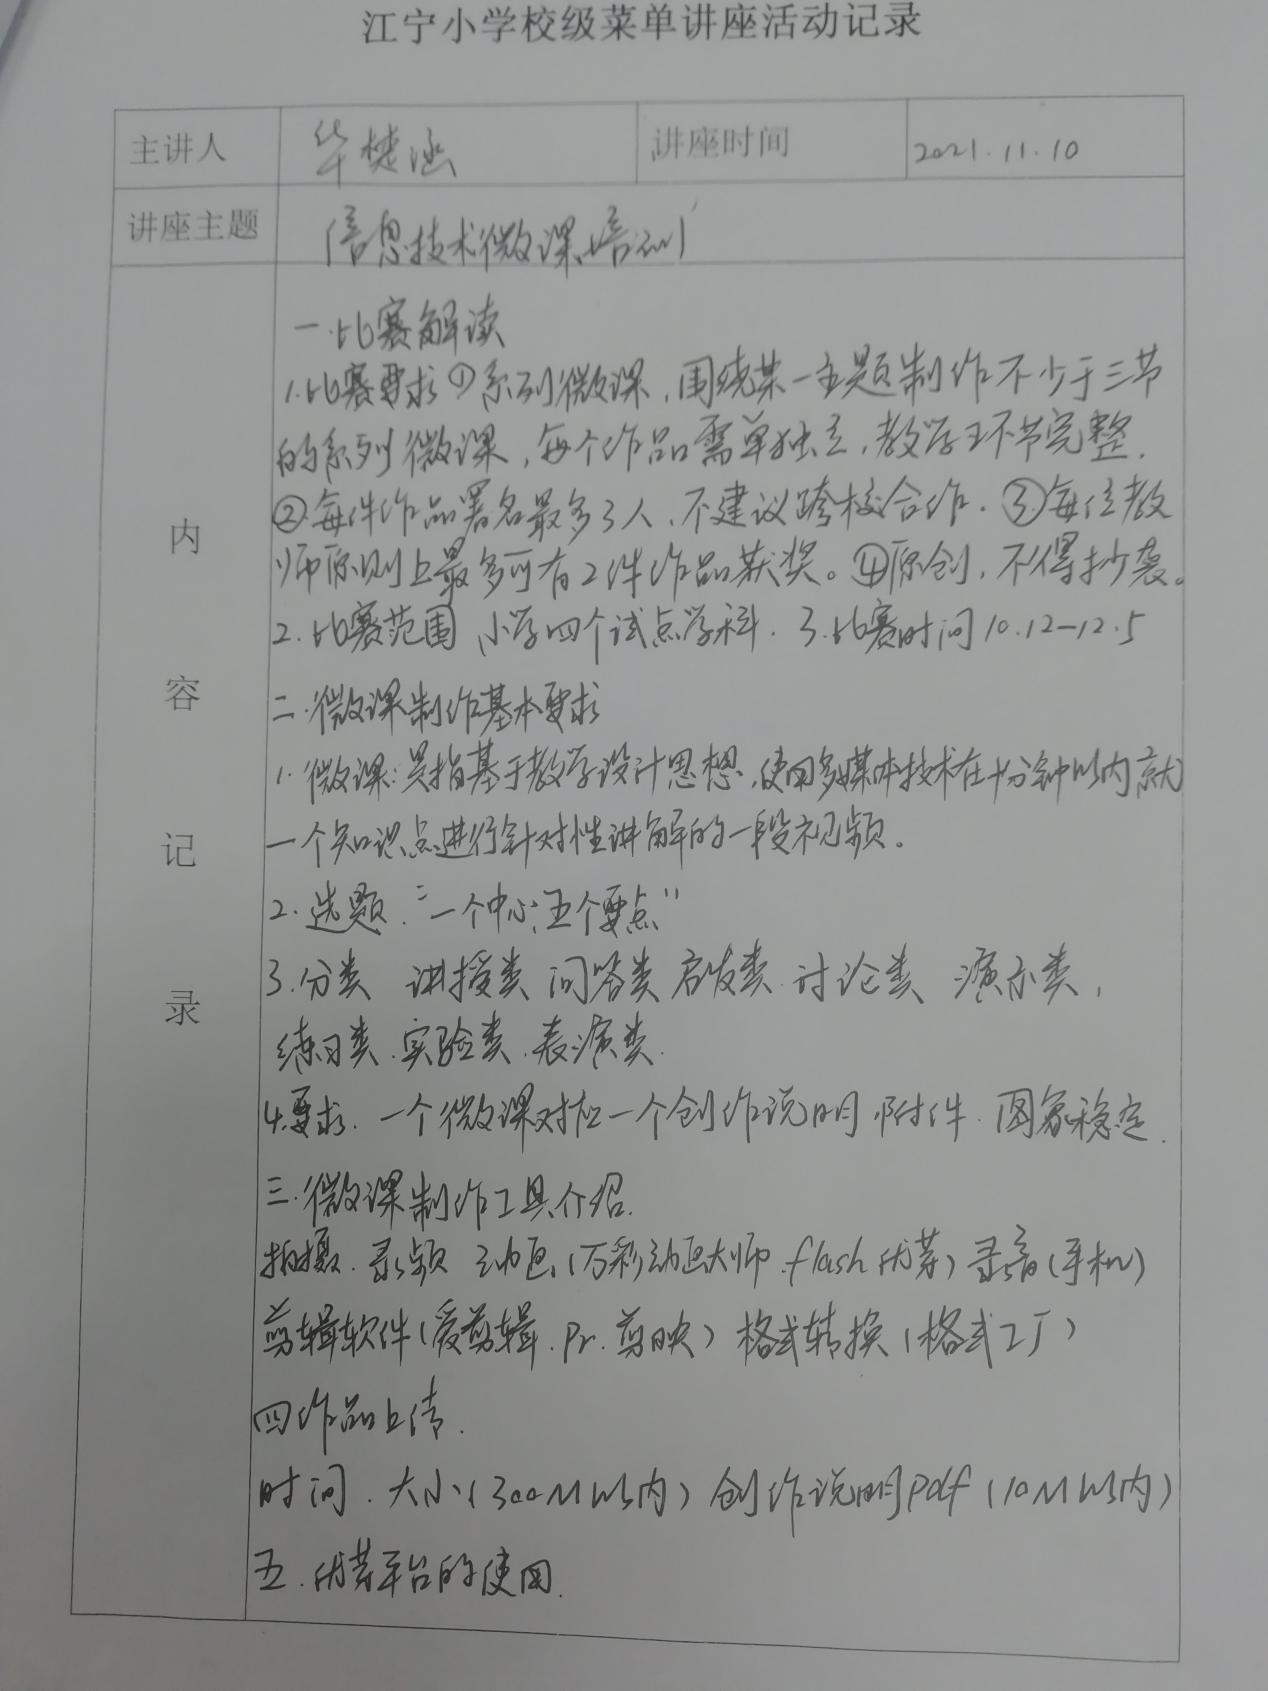 江宁小学校级菜单讲座活动记录
主讲人 华楚涵 讲座时间 2021.11.10
讲座主题 信息技术微课培训
内容记录
一.比赛解读
1.比赛要求①系列微课,围绕某一主题制作不少于三节
的系列微课,每个作品需单独立,教学环节完整.
②每件作品署名最多3人,不建议跨校合作.③每位教
师原则上最多可有2件作品获奖。④原创,不得抄袭。
2.比赛范围 小学四个试点学科.3.比赛时间10.12—12.5
二.微课制作基本要求
1.微课:是指基于教学设计思想,使用多媒体技术在十分钟以内就
一个知识点进行针对性讲解的一段视频。
2.选题:“一个中心,五个要点”
3.分类 讲授类 问答类 启发类.讨论类 演示类,
练习类.实验类.表演类.
4.要求.一个微课对应一个创作说明.附件.图象稳定.
三.微课制作工具介绍.
拍摄.录频 动画(万彩动画大师.flash 优芽)录音(手机)
剪辑软件(爱剪辑.Pr.剪映)格式转换(格式工厂)
四作品上传.
时间.大小(300M以内)创作说明pdf(10M以内)
五.优芽平台的使用.